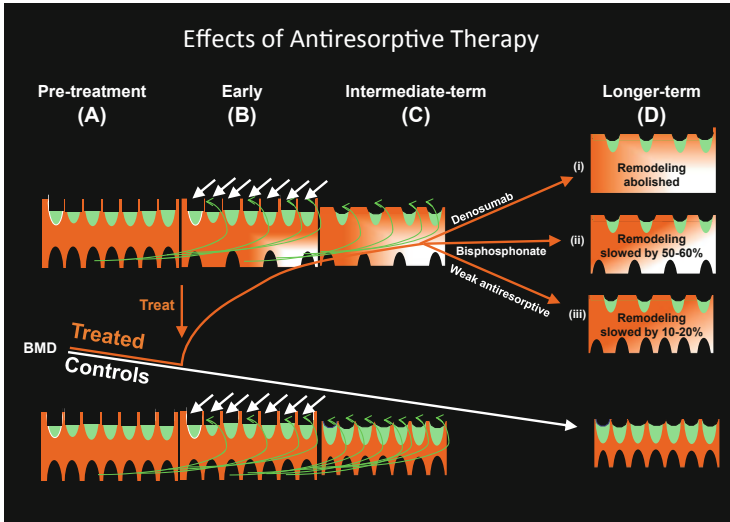 Effects of Antiresorptive Therapy
Pre-treatment
(A)
Early
(B)
Intermediate-term
(C)
Longer-term
(D)
(i)
Remodeling
abolished
Denosumab
(ii)
Remodeling
slowed by 50-60%
Bisphosphonate
Weak antiresorptive
(iii)
Remodeling
slowed by 10-20%
Treat
BMD
Treated
Controls